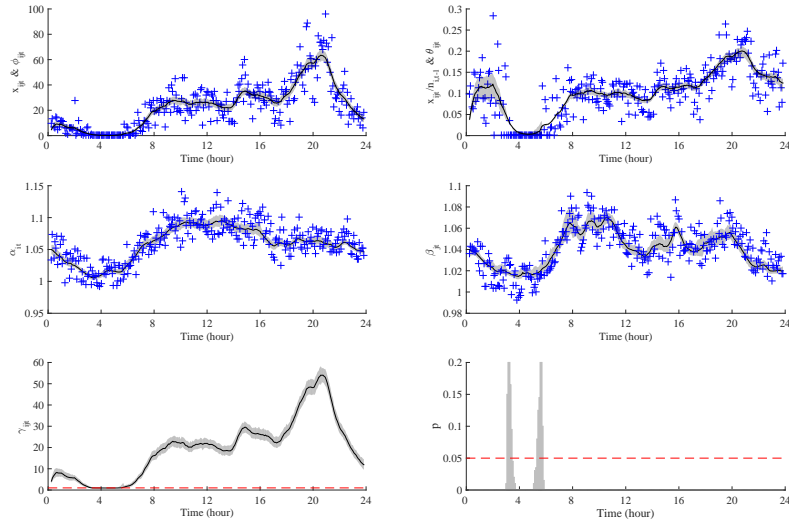 100
80
60
40
20
0
x_ijt & ϕ_ijt
0 4 8 12 16 20 24
Time (hour)
0.3
0.25
0.2
0.15
0.1
0.05
0
x_ijt/n_i,t-1 & θ_ijt
0 4 8 12 16 20 24
Time (hour)
1.15
1.1
1.05
1
0.95
α_it
0 4 8 12 16 20 24
Time (hour)
1.1
1.08
1.06
1.04
1.02
1
0.98
β_jt
0 4 8 12 16 20 24
Time (hour)
60
50
40
30
20
10
0
γ_ijt
0 4 8 12 16 20 24
Time (hour)
0.2
0.15
0.1
0.05
0
p
0 4 8 12 16 20 24
Time (hour)